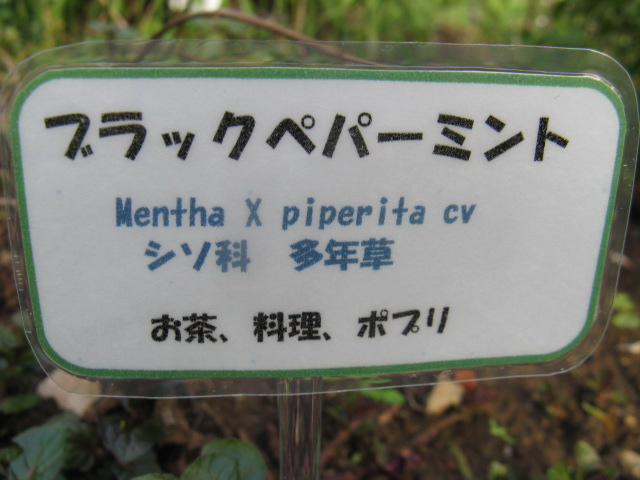 ブラックペパーミント
Mentha X piperita cv
シソ科　多年草
お茶、料理、ポプリ